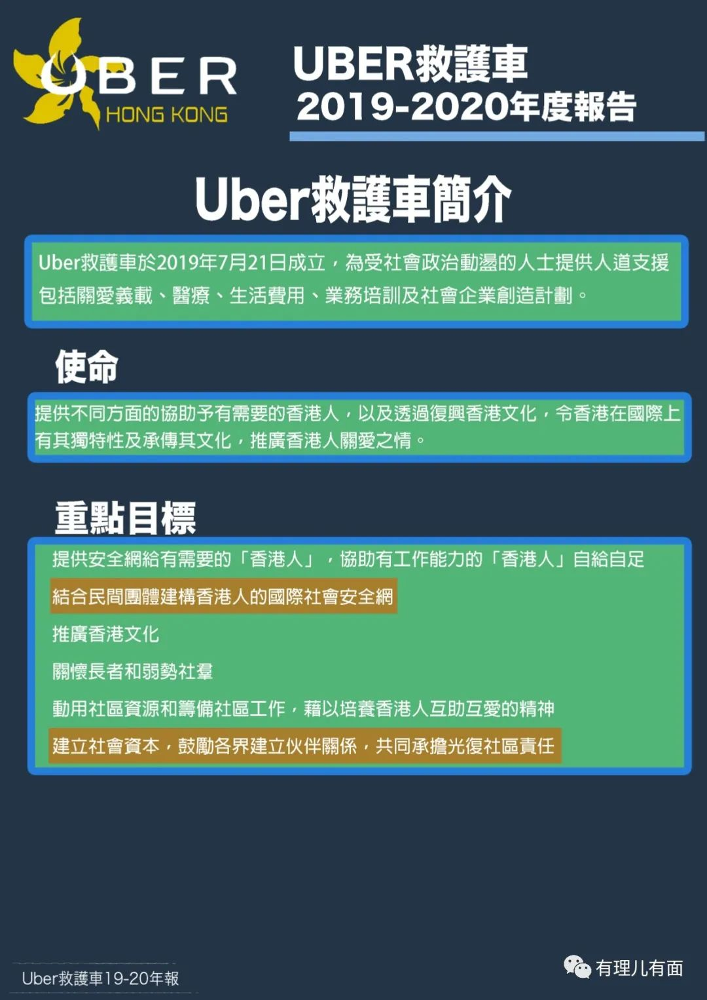 UBER
HONG KONG
UBER救護車
2019-2020年度報告
Uber救護車簡介
Uber救護車於2019年7月21日成立，為受社會政治動盪的人士提供人道支援
包括關愛義載、醫療、生活費用、業務培訓及社會企業創造計劃。
使命
提供不同方面的協助予有需要的香港人，以及透過復興香港文化，令香港在國際上
有其獨特性及承傳其文化，推廣香港人關愛之情。
重點目標
提供安全網給有需要的「香港人」，協助有工作能力的「香港人」自給自足
結合民間團體建構香港人的國際社會安全網
推廣香港文化
關懷長者和弱勢社羣
動用社區資源和籌備社區工作，藉以培養香港人互助互愛的精神
建立社會資本，鼓勵各界建立伙伴關係，共同承擔光復社區責任
Uber救護車19-20年報
有理儿有面